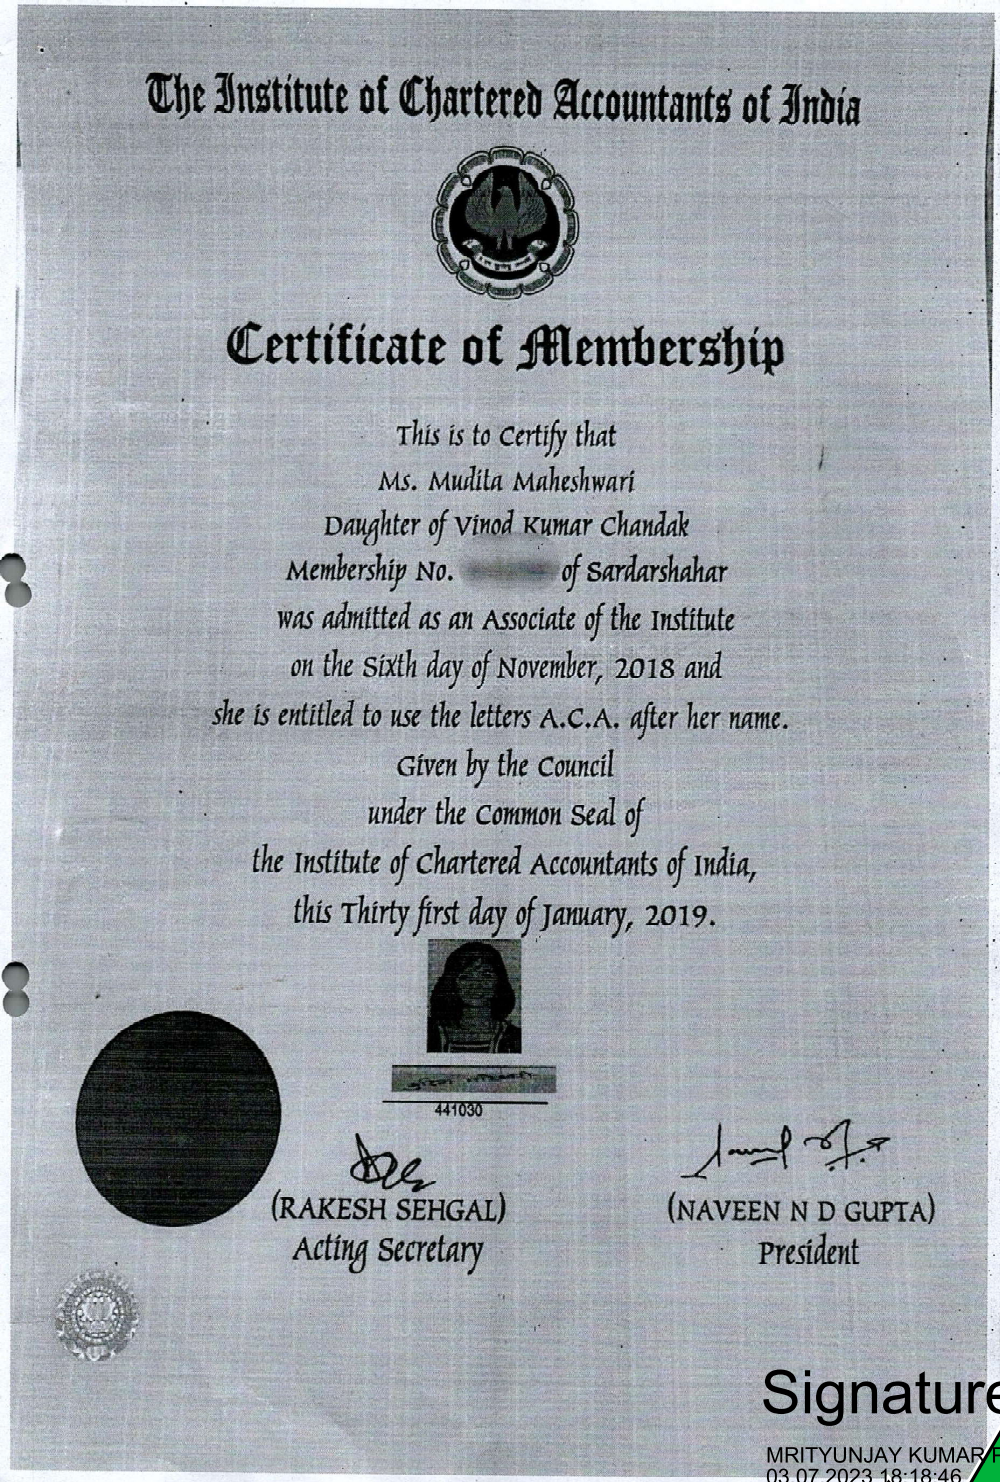 The Institute of Chartered Accountants of India
Certificate of Membership
This is to Certify that
Ms. Mudita Maheshwari
Daughter of Vinod Kumar Chandak
Membership No. of Sardarshahar
was admitted as an Associate of the Institute
on the Sixth day of November, 2018 and
she is entitled to use the letters A.C.A. after her name.
Given by the Council
under the Common Seal of
the Institute of Chartered Accountants of India,
this Thirty first day of January, 2019.
441030
(RAKESH SEHGAL)
Acting Secretary
(NAVEEN N D GUPTA)
President
Signature
MRITYUNJAY KUMAR
03.07.2023 18:18:46